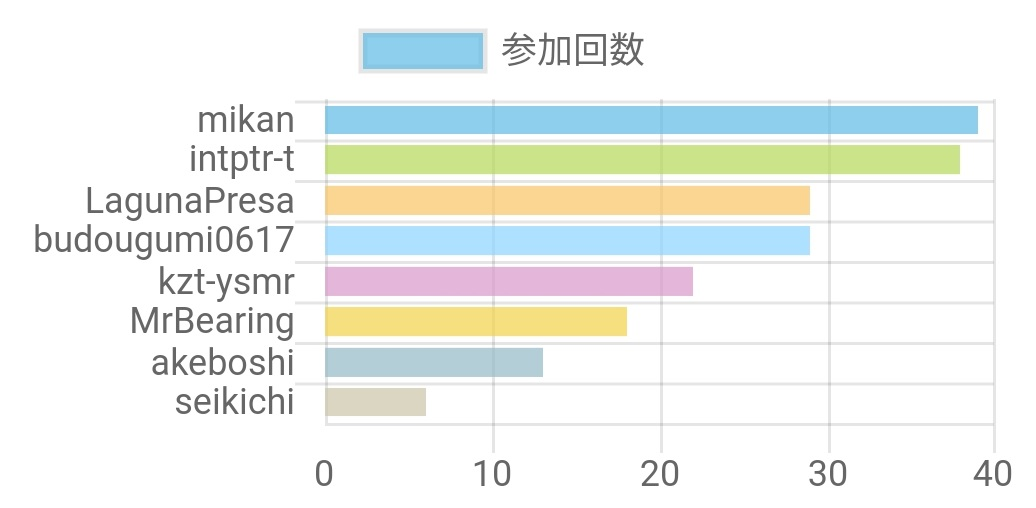 参加回数
mikan
intptr-t
LagunaPresa
budougumi0617
kzt-ysmr
MrBearing
akeboshi
seikichi
0 10 20 30 40